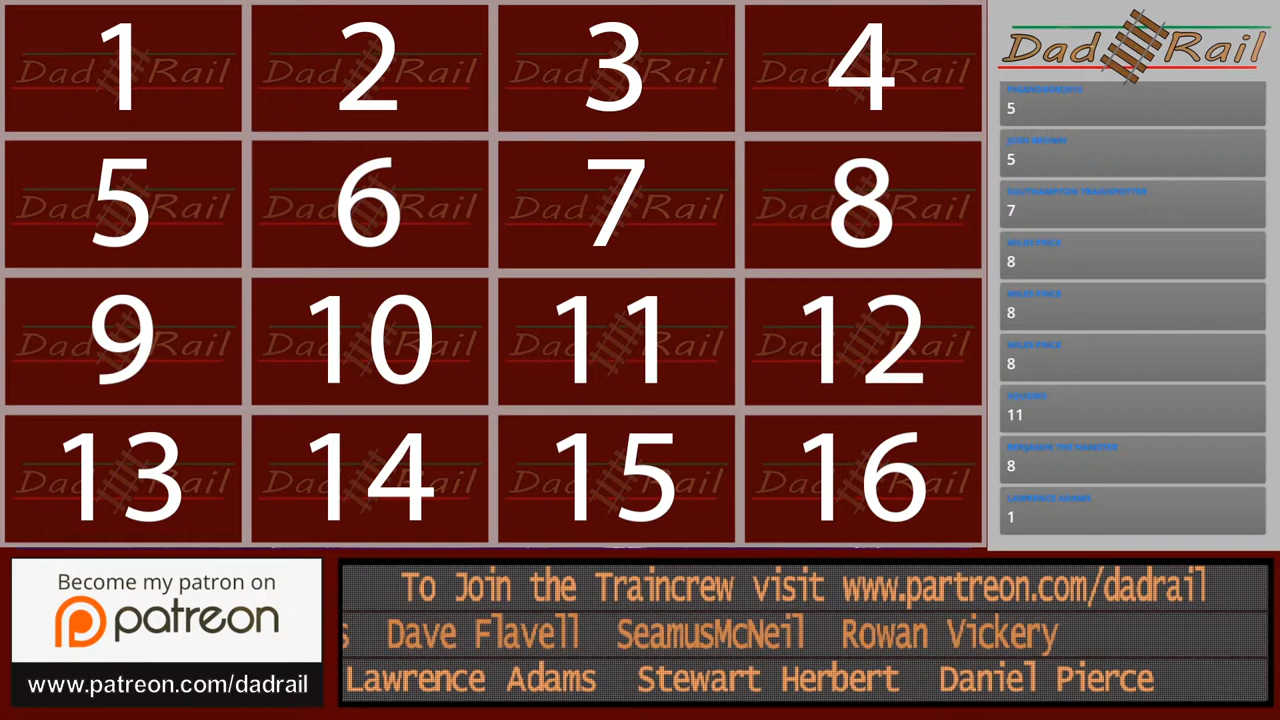 1 2 3 4
5 6 7 8
9 10 11 12
13 14 15 16
Dad Rail
5
5
7
8
8
8
11
8
LAWRENCE ADAMS
1
Become my patron on
patreon
www.patreon.com/dadrail
To Join the Traincrew visit www.partreon.com/dadrail
s Dave Flavell SeamusMcNeil Rowan Vickery
Lawrence Adams Stewart Herbert Daniel Pierce